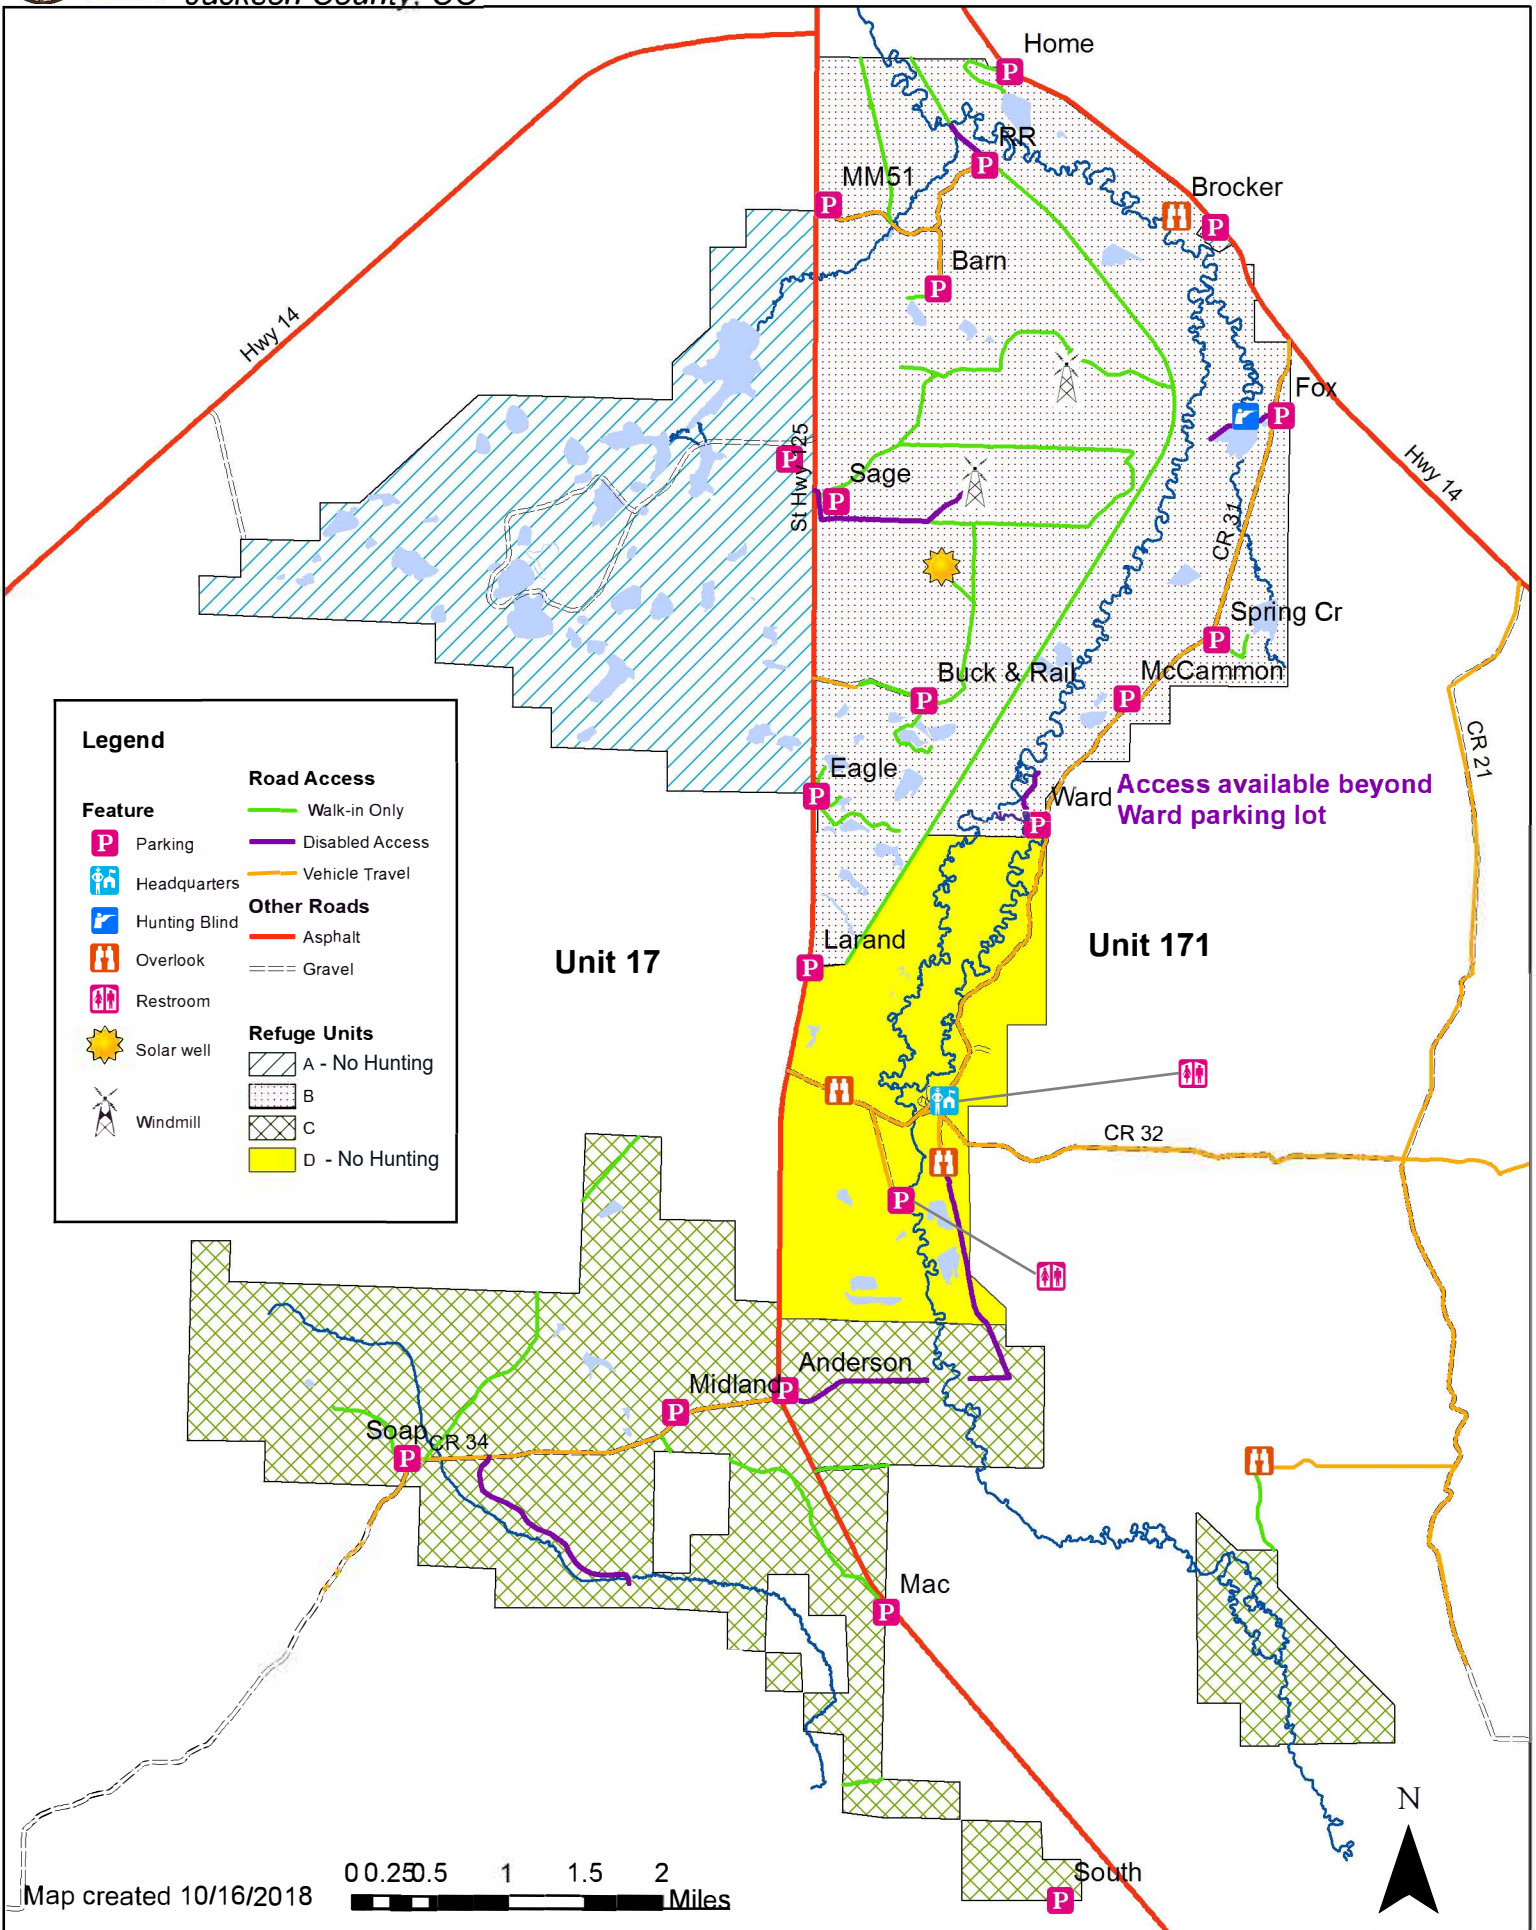 Jackson County, CO
Home
RR
MM51
Brocker
Barn
Hwy 14
Fox
St Hwy 125
Sage
Hwy 14
CR 31
Spring Cr
Buck & Rail
McCammon
CR 21
Eagle
Ward
Access available beyond
Ward parking lot
Larand
Unit 17
Unit 171
CR 32
Anderson
Midland
Soap
CR 34
Mac
South
Legend
Feature
Parking
Headquarters
Hunting Blind
Overlook
Restroom
Solar well
Windmill
Road Access
Walk-in Only
Disabled Access
Vehicle Travel
Other Roads
Asphalt
Gravel
Refuge Units
A - No Hunting
B
C
D - No Hunting
N
0 0.25 0.5 1 1.5 2
Miles
Map created 10/16/2018